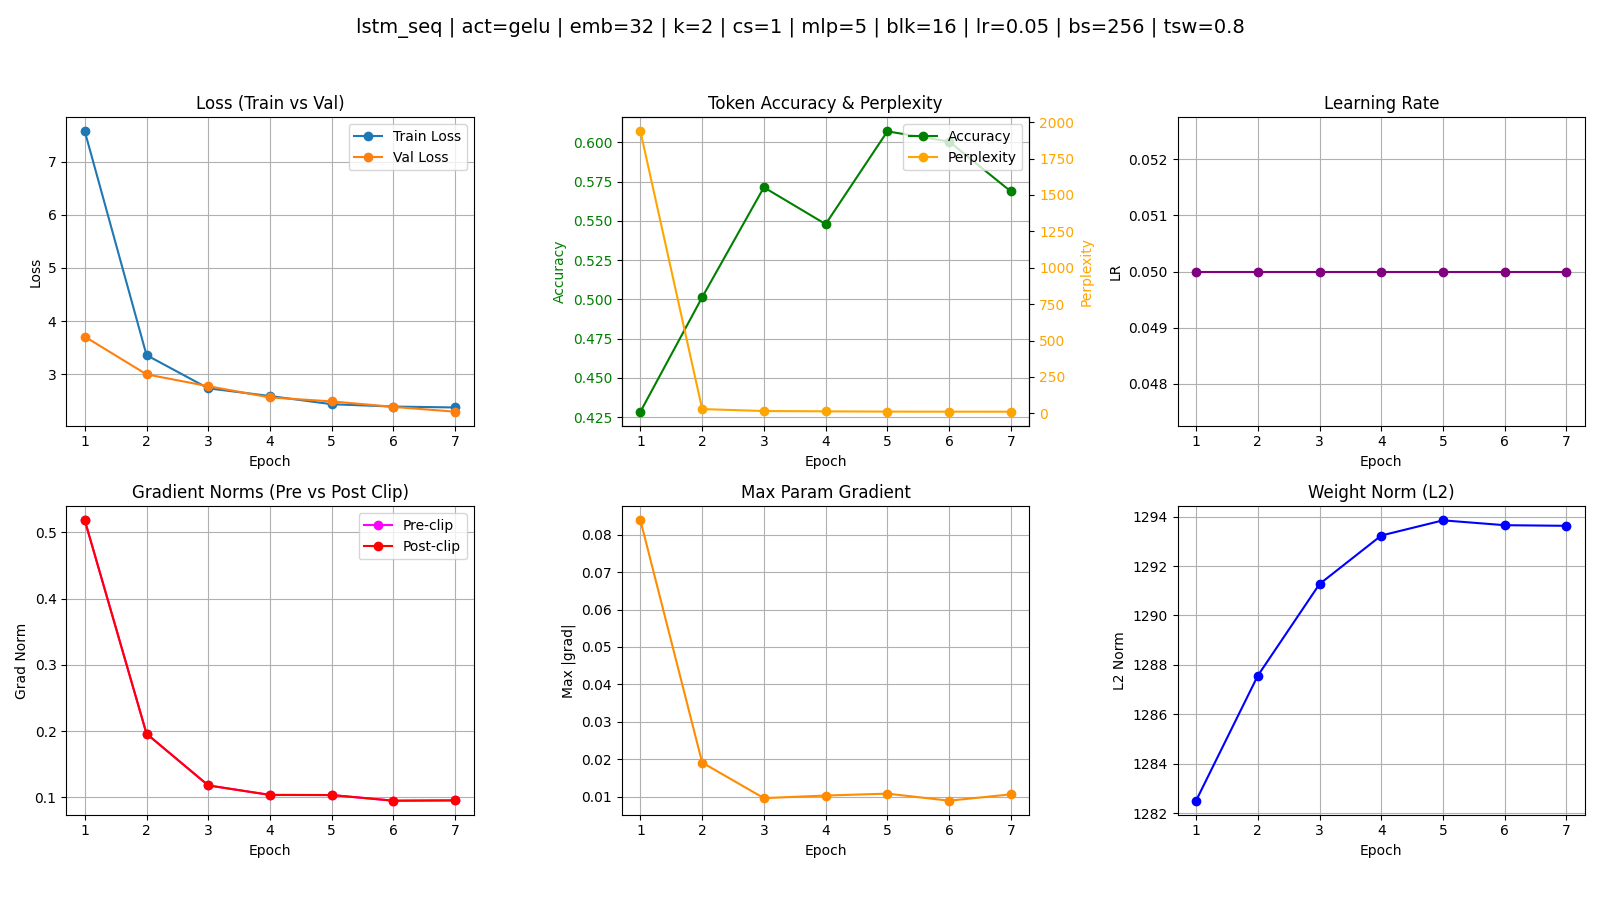 lstm_seq | act=gelu | emb=32 | k=2 | cs=1 | mlp=5 | blk=16 | lr=0.05 | bs=256 | tsw=0.8
Loss (Train vs Val)
Train Loss
Val Loss
7
6
5
4
3
Loss
1 2 3 4 5 6 7
Epoch
Token Accuracy & Perplexity
Accuracy
Perplexity
0.600
0.575
0.550
0.525
0.500
0.475
0.450
0.425
Accuracy
2000
1750
1500
1250
1000
750
500
250
0
Perplexity
1 2 3 4 5 6 7
Epoch
Learning Rate
0.052
0.051
0.050
0.049
0.048
LR
1 2 3 4 5 6 7
Epoch
Gradient Norms (Pre vs Post Clip)
Pre-clip
Post-clip
0.5
0.4
0.3
0.2
0.1
Grad Norm
1 2 3 4 5 6 7
Epoch
Max Param Gradient
0.08
0.07
0.06
0.05
0.04
0.03
0.02
0.01
Max |grad|
1 2 3 4 5 6 7
Epoch
Weight Norm (L2)
1294
1292
1290
1288
1286
1284
1282
L2 Norm
1 2 3 4 5 6 7
Epoch